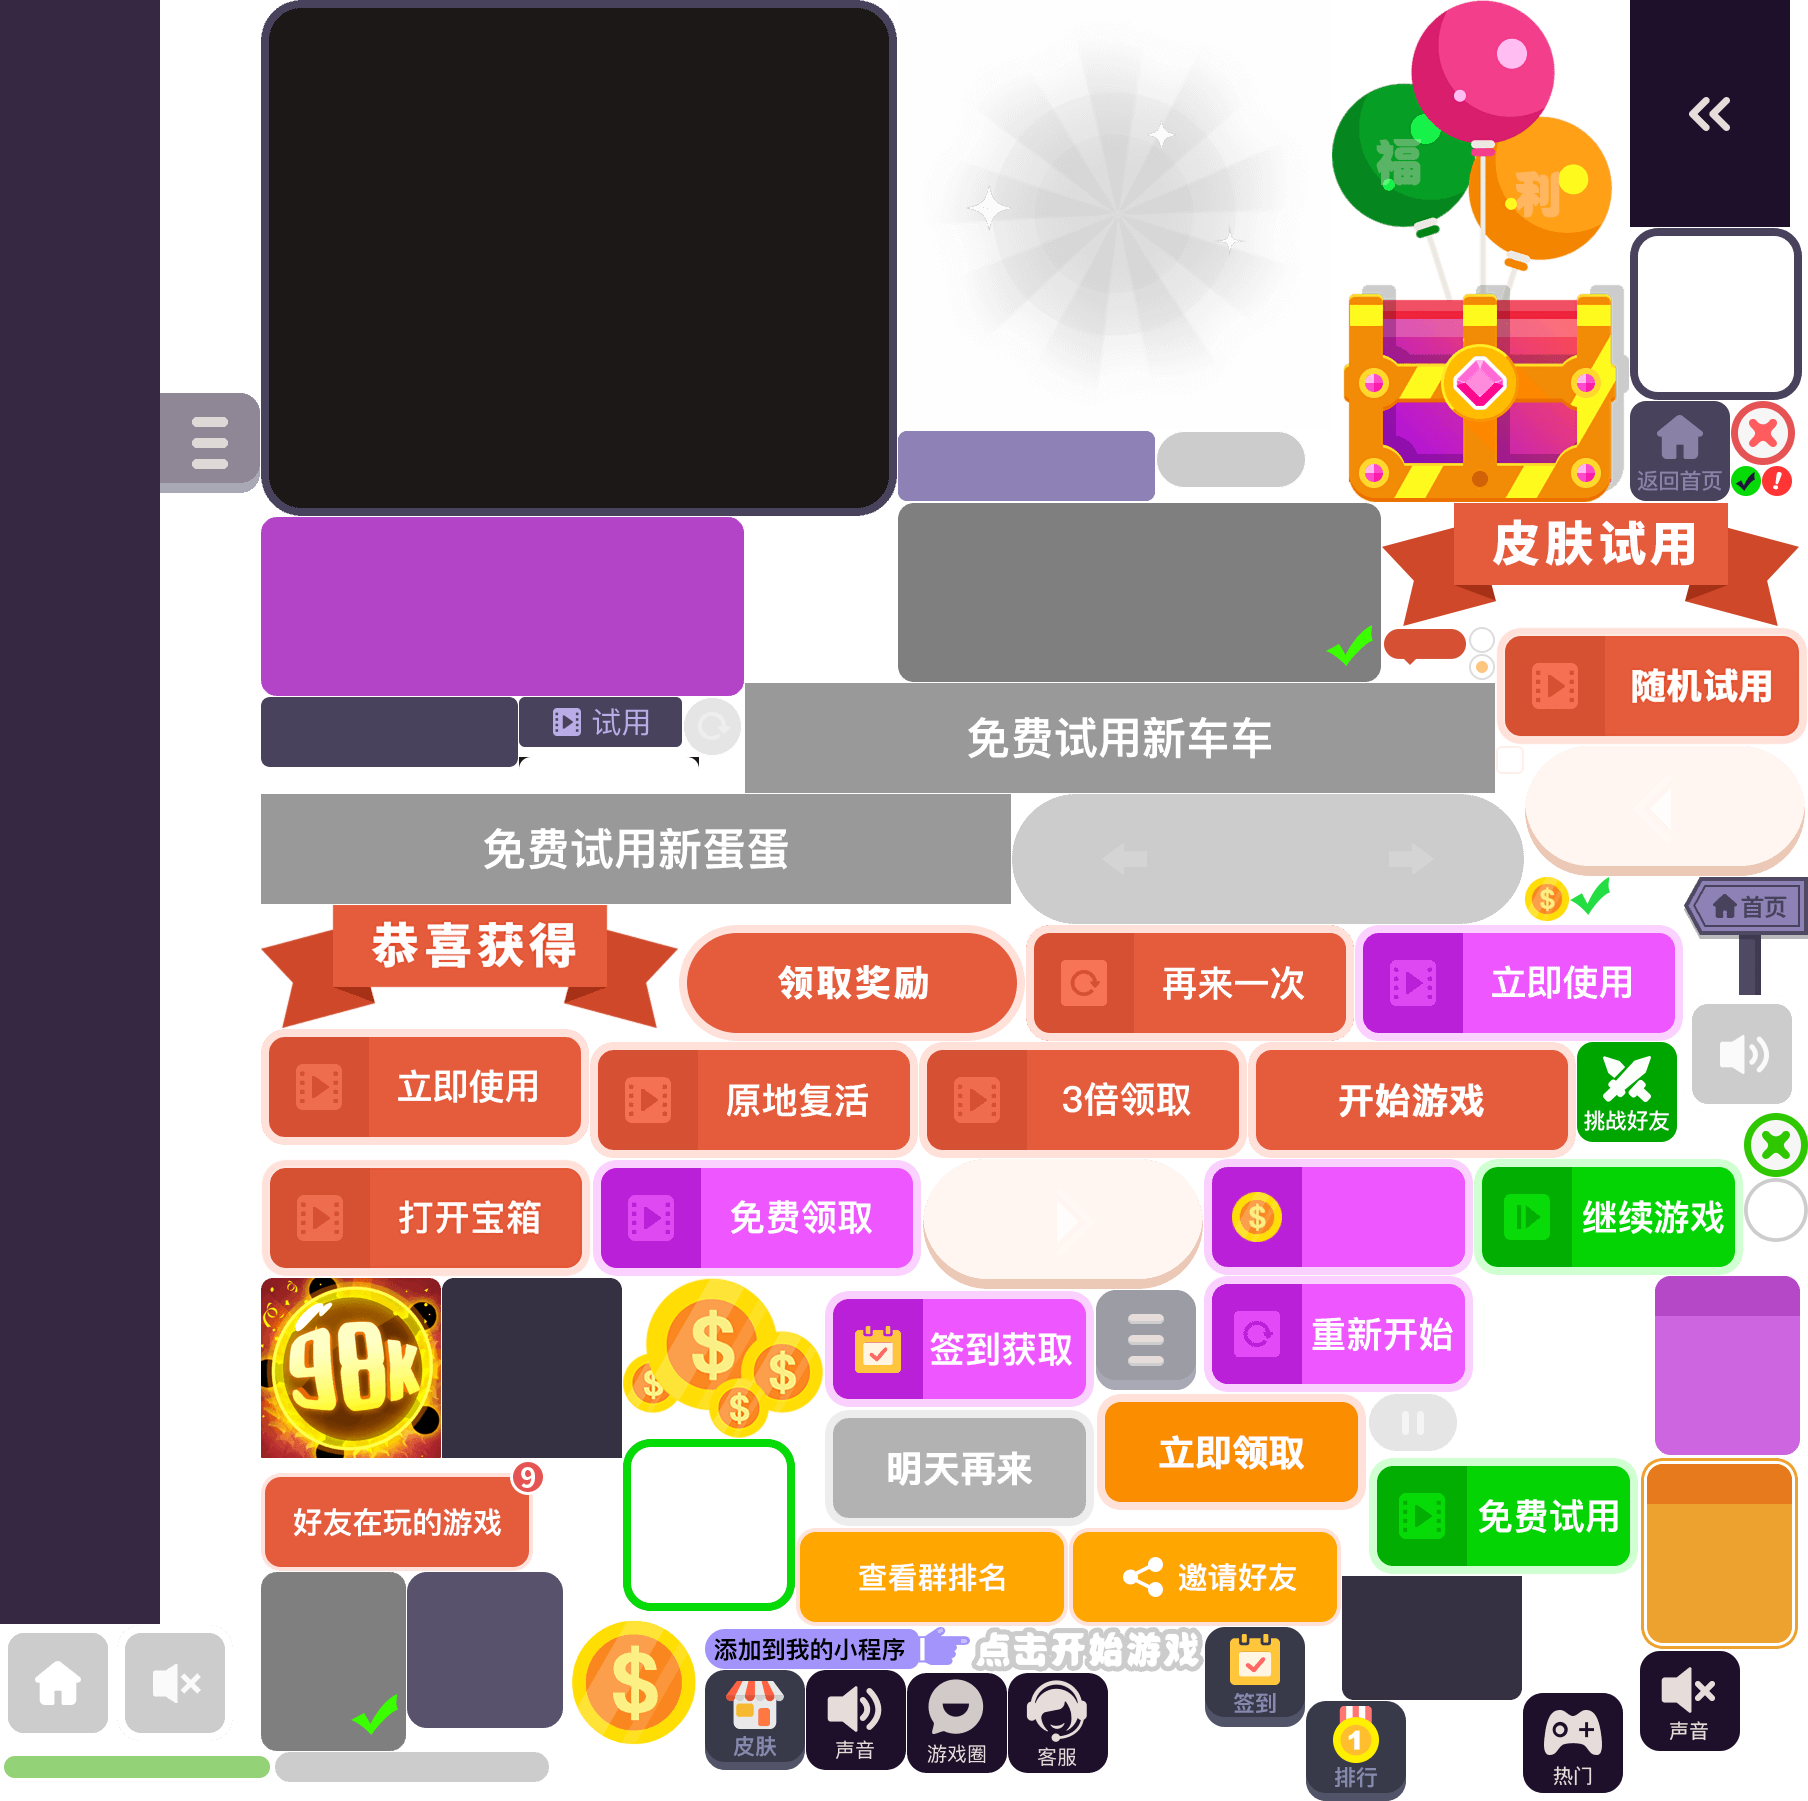 福
利
返回首页
皮肤试用
随机试用
试用
免费试用新车车
免费试用新蛋蛋
首页
恭喜获得
领取奖励
再来一次
立即使用
立即使用
原地复活
3倍领取
开始游戏
挑战好友
打开宝箱
免费领取
$
继续游戏
98K
$
$
$
$
签到获取
重新开始
明天再来
立即领取
9
好友在玩的游戏
免费试用
查看群排名
邀请好友
$
添加到我的小程序
点击开始游戏
签到
皮肤
声音
游戏圈
客服
1
排行
热门
声音
$